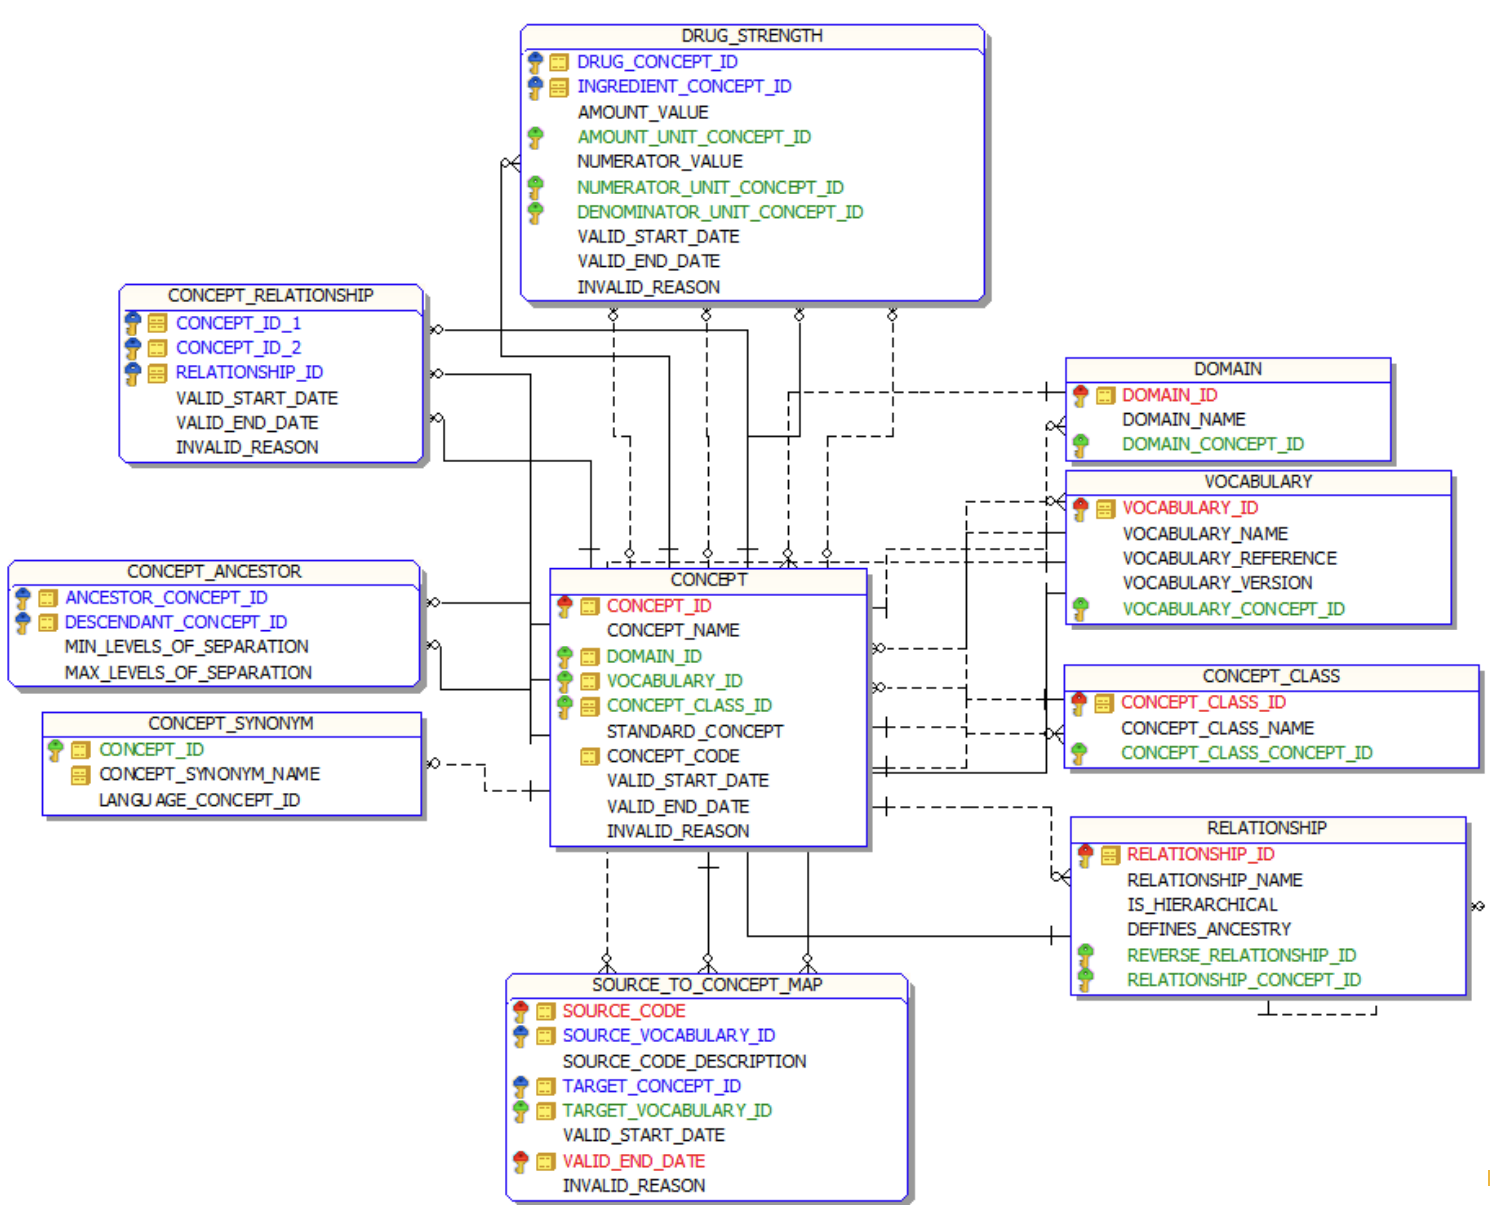 DRUG_STRENGTH
DRUG_CONCEPT_ID
INGREDIENT_CONCEPT_ID
AMOUNT_VALUE
AMOUNT_UNIT_CONCEPT_ID
NUMERATOR_VALUE
NUMERATOR_UNIT_CONCEPT_ID
DENOMINATOR_UNIT_CONCEPT_ID
VALID_START_DATE
VALID_END_DATE
INVALID_REASON
CONCEPT_RELATIONSHIP
CONCEPT_ID_1
CONCEPT_ID_2
RELATIONSHIP_ID
VALID_START_DATE
VALID_END_DATE
INVALID_REASON
DOMAIN
DOMAIN_ID
DOMAIN_NAME
DOMAIN_CONCEPT_ID
VOCABULARY
VOCABULARY_ID
VOCABULARY_NAME
VOCABULARY_REFERENCE
VOCABULARY_VERSION
VOCABULARY_CONCEPT_ID
CONCEPT_ANCESTOR
ANCESTOR_CONCEPT_ID
DESCENDANT_CONCEPT_ID
MIN_LEVELS_OF_SEPARATION
MAX_LEVELS_OF_SEPARATION
CONCEPT
CONCEPT_ID
CONCEPT_NAME
DOMAIN_ID
VOCABULARY_ID
CONCEPT_CLASS_ID
STANDARD_CONCEPT
CONCEPT_CODE
VALID_START_DATE
VALID_END_DATE
INVALID_REASON
CONCEPT_CLASS
CONCEPT_CLASS_ID
CONCEPT_CLASS_NAME
CONCEPT_CLASS_CONCEPT_ID
CONCEPT_SYNONYM
CONCEPT_ID
CONCEPT_SYNONYM_NAME
LANGUAGE_CONCEPT_ID
RELATIONSHIP
RELATIONSHIP_ID
RELATIONSHIP_NAME
IS_HIERARCHICAL
DEFINES_ANCESTRY
REVERSE_RELATIONSHIP_ID
RELATIONSHIP_CONCEPT_ID
SOURCE_TO_CONCEPT_MAP
SOURCE_CODE
SOURCE_VOCABULARY_ID
SOURCE_CODE_DESCRIPTION
TARGET_CONCEPT_ID
TARGET_VOCABULARY_ID
VALID_START_DATE
VALID_END_DATE
INVALID_REASON